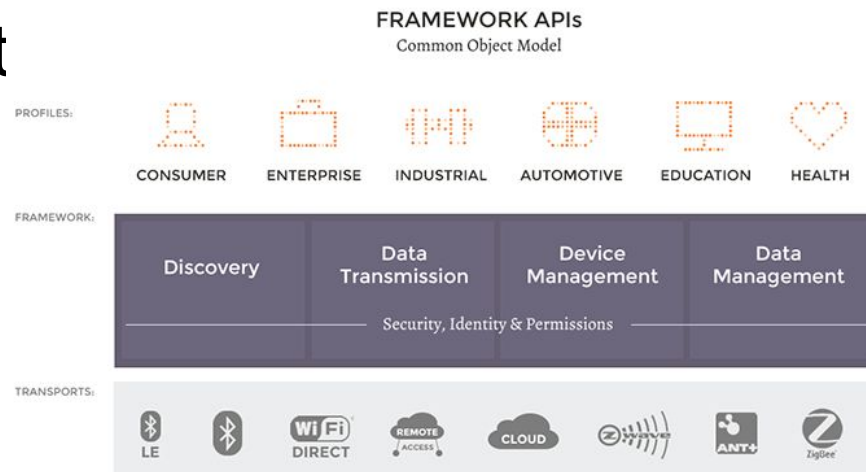 t
FRAMEWORK APIs
Common Object Model
PROFILES:
CONSUMER ENTERPRISE INDUSTRIAL AUTOMOTIVE EDUCATION HEALTH
FRAMEWORK:
Discovery Data Transmission Device Management Data Management
Security, Identity & Permissions
TRANSPORTS:
LE WiFi DIRECT REMOTE ACCESS CLOUD Z wave ANT+ ZigBee